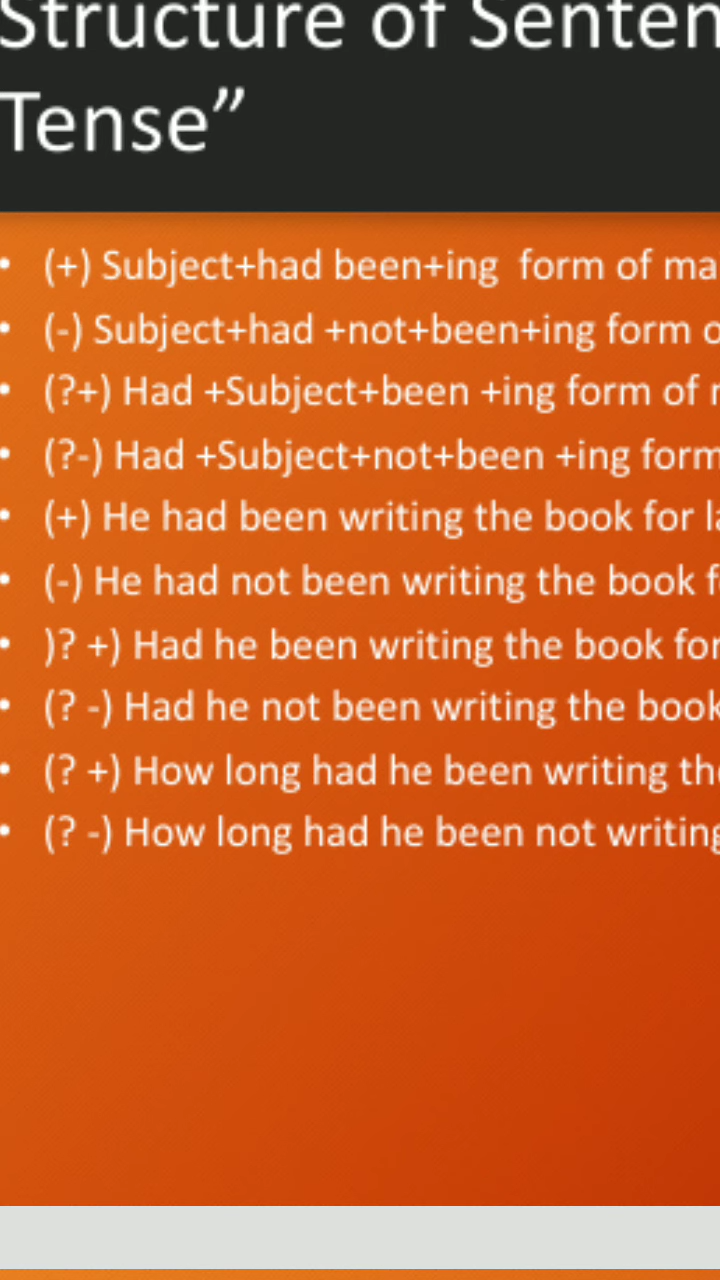 Structure of Senten
Tense”
• (+) Subject+had been+ing form of ma
• (-) Subject+had +not+been+ing form o
• (?+) Had +Subject+been +ing form of
• (?-) Had +Subject+not+been +ing form
• (+) He had been writing the book for la
• (-) He had not been writing the book f
• )? +) Had he been writing the book for
• (? -) Had he not been writing the book
• (? +) How long had he been writing the
• (? -) How long had he been not writing